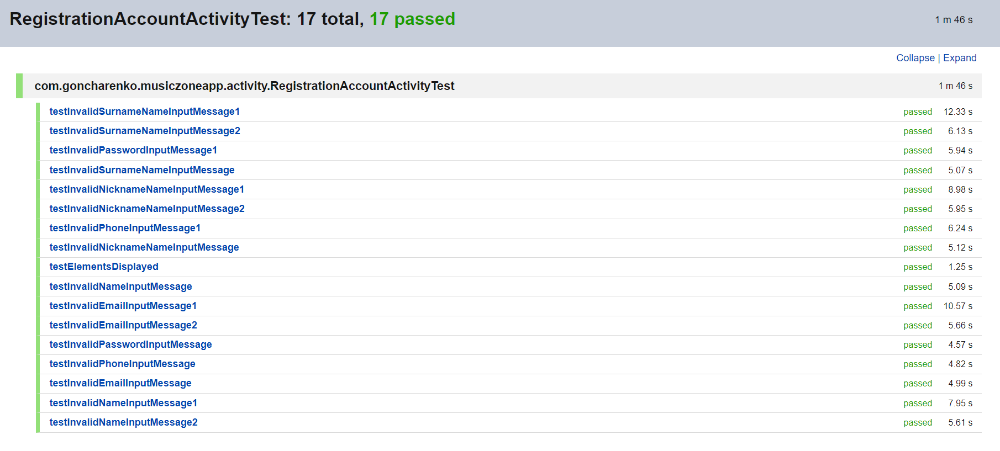 RegistrationAccountActivityTest: 17 total, 17 passed 1 m 46 s
Collapse | Expand
com.goncharenko.musiczoneapp.activity.RegistrationAccountActivityTest 1 m 46 s
testInvalidSurnameNameInputMessage1 passed 12.33 s
testInvalidSurnameNameInputMessage2 passed 6.13 s
testInvalidPasswordInputMessage1 passed 5.94 s
testInvalidSurnameNameInputMessage passed 5.07 s
testInvalidNicknameNameInputMessage1 passed 8.98 s
testInvalidNicknameNameInputMessage2 passed 5.95 s
testInvalidPhoneInputMessage1 passed 6.24 s
testInvalidNicknameNameInputMessage passed 5.12 s
testElementsDisplayed passed 1.25 s
testInvalidNameInputMessage passed 5.09 s
testInvalidEmailInputMessage1 passed 10.57 s
testInvalidEmailInputMessage2 passed 5.66 s
testInvalidPasswordInputMessage passed 4.57 s
testInvalidPhoneInputMessage passed 4.82 s
testInvalidEmailInputMessage passed 4.99 s
testInvalidNameInputMessage1 passed 7.95 s
testInvalidNameInputMessage2 passed 5.61 s